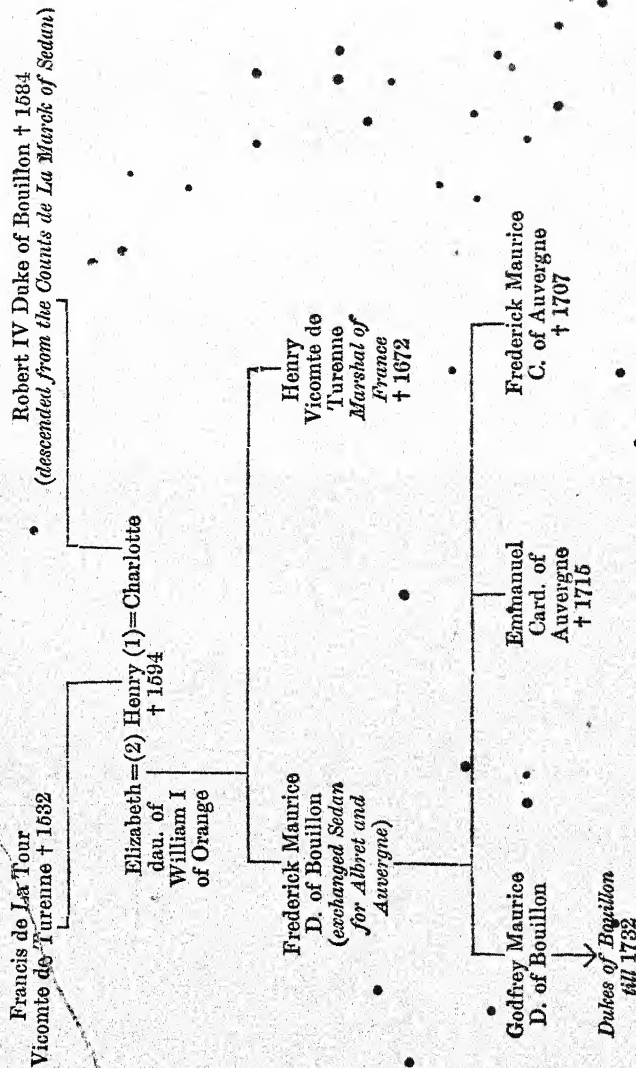 Francis de La Tour
Vicomte de Turenne † 1532
Robert IV Duke of Bouillon † 1584
(descended from the Counts de La Marck of Sedan)
Elizabeth = (2) Henry (1) = Charlotte
dau. of
William I
of Orange
† 1594
Frederick Maurice
D. of Bouillon
(exchanged Sedan
for Albret and
Auvergne)
Henry
Vicomte de
Turenne
Marshal of
France
† 1672
Godfrey Maurice
D. of Bouillon
Dukes of Bouillon
till 1732
Emmanuel
Card. of
Auvergne
† 1715
Frederick Maurice
C. of Auvergne
† 1707